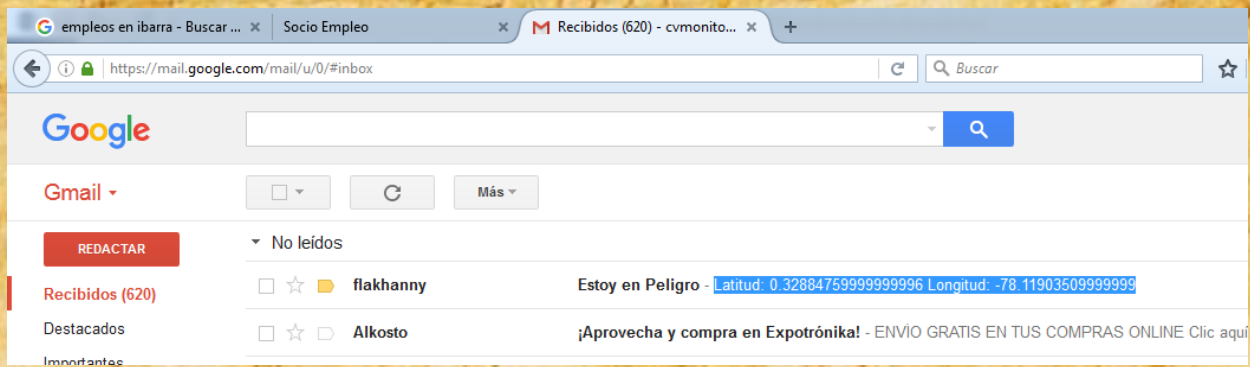 empleos en ibarra - Buscar ... × Socio Empleo × Recibidos (620) - cvmonito... × +
https://mail.google.com/mail/u/0/#inbox Buscar
Google
Gmail Más
REDACTAR No leídos
Recibidos (620) flakhanny Estoy en Peligro - Latitud: 0.32884759999999996 Longitud: -78.11903509999999
Destacados Alkosto ¡Aprovecha y compra en Expotrónika! - ENVÍO GRATIS EN TUS COMPRAS ONLINE Clic aquí
Importantes